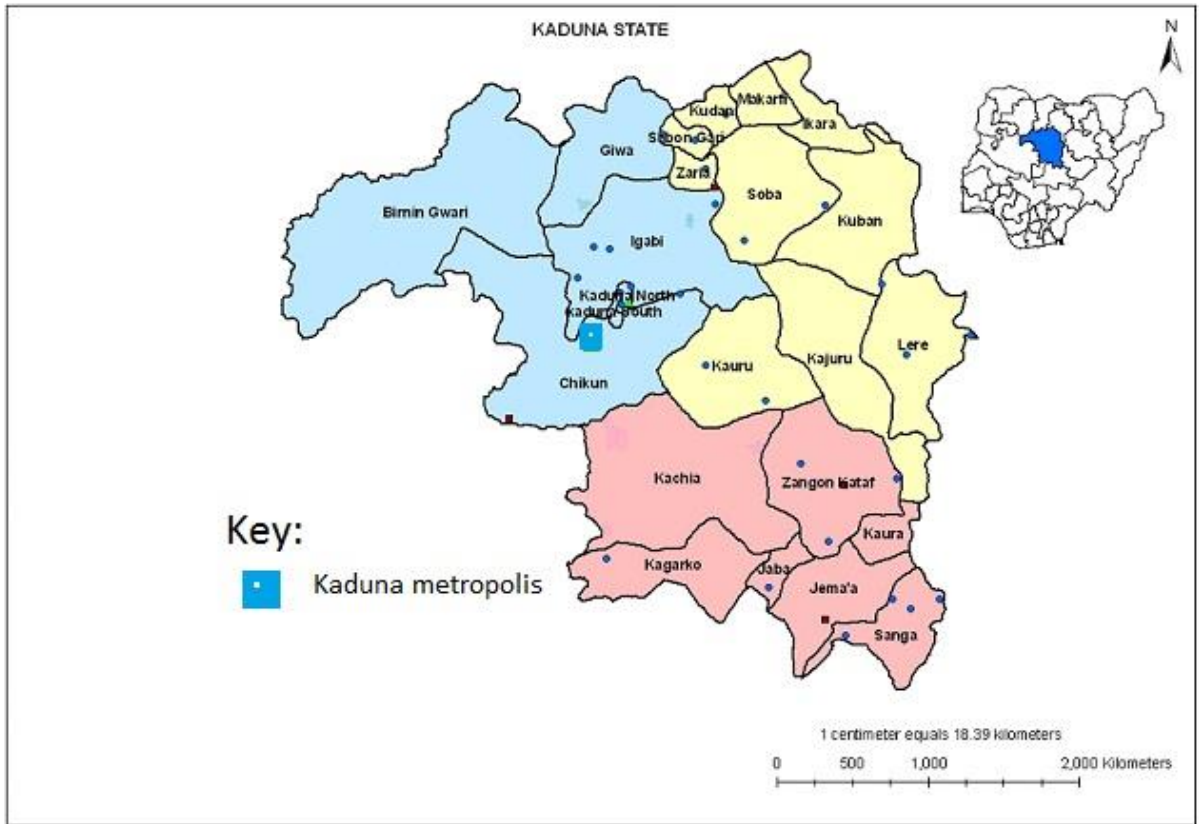 KADUNA STATE
N
Makarfi
Kudan
Ikara
Sabon Gari
Giwa
Zaria
Soba
Birnin Gwari
Kuban
Igabi
Kaduna North
kaduna South
Lere
Kauru
Kajuru
Chikun
Kachia
Zangon Kataf
Key:
Kaura
Kagarko
Jaba
Kaduna metropolis
Jema'a
Sanga
1 centimeter equals 18.39 kilometers
0 500 1,000 2,000 Kilometers